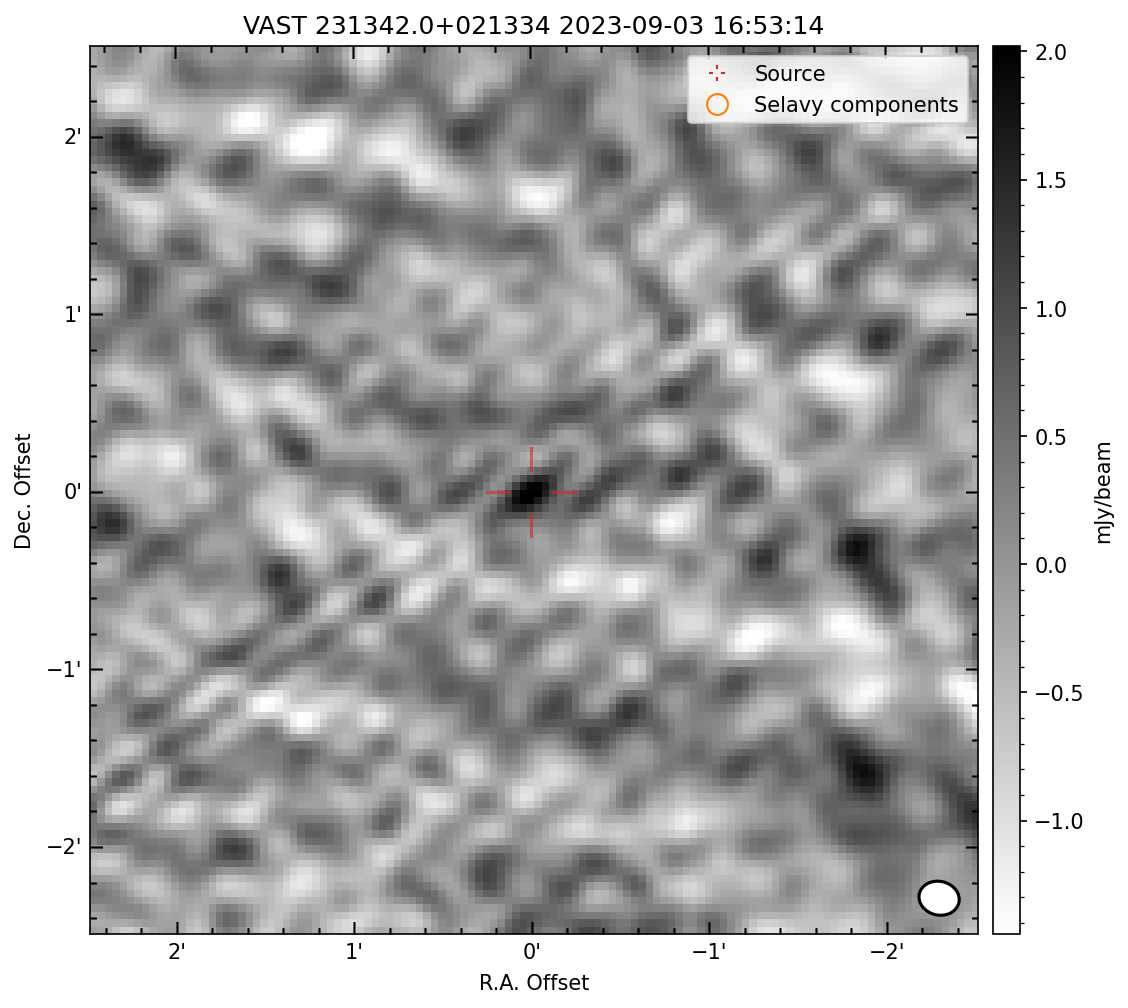 VAST 231342.0+021334 2023-09-03 16:53:14
Source
Selavy components
2.0
1.5
1.0
0.5
0.0
−0.5
−1.0
mJy/beam
2'
1'
0'
−1'
−2'
Dec. Offset
2'
1'
0'
−1'
−2'
R.A. Offset